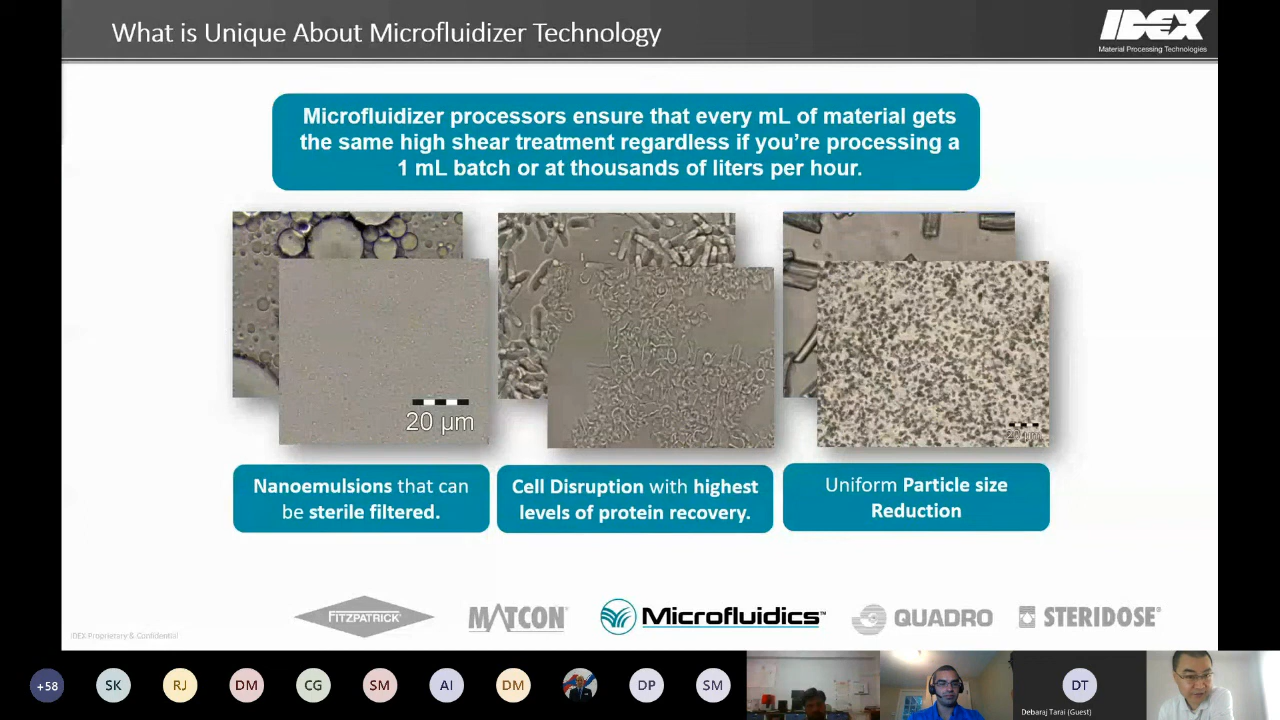 What is Unique About Microfluidizer Technology
IDEX
Material Processing Technologies
Microfluidizer processors ensure that every mL of material gets
the same high shear treatment regardless if you're processing a
1 mL batch or at thousands of liters per hour.
20 µm
20 µm
Nanoemulsions that can
be sterile filtered.
Cell Disruption with highest
levels of protein recovery.
Uniform Particle size
Reduction
FITZPATRICK
MATCON
Microfluidics™
QUADRO
STERIDOSE
IDEX Proprietary & Confidential
+58
SK
RJ
DM
CG
SM
AI
DM
DP
SM
DT
Debaraj Tarai (Guest)